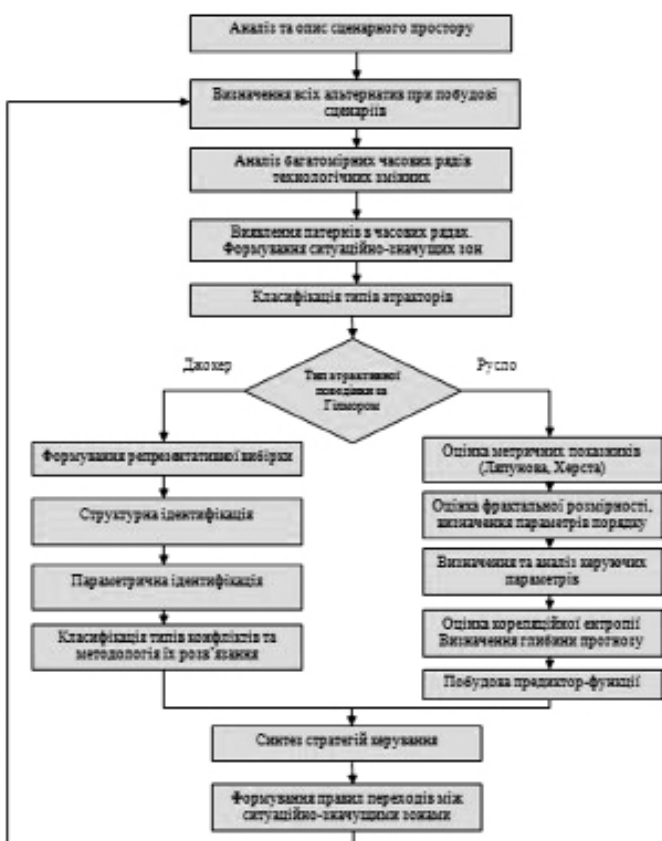 Аналіз та опис сценарного простору
Визначення всіх альтернатив при побудові
сценаріїв
Аналіз багатомірних часових рядів
технологічних змінних
Виявлення патернів в часових рядах.
Формування ситуаційно-значущих зон
Класифікація типів атракторів
Джохер
Тип атрактивної
поведінки за
Гілмором
Руспо
Формування репрезентативної вибірки
Структурна ідентифікація
Параметрична ідентифікація
Класифікація типів конфліктів та
методологія їх розв’язання
Оцінка метричних показників
(Ляпунова, Херста)
Оцінка фрактальної розмірності,
визначення параметрів порядку
Визначення та аналіз керуючих
параметрів
Оцінка кореляційної ентропії
Визначення глибини прогнозу
Побудова предиктор-функції
Синтез стратегій керування
Формування правил переходів між
ситуаційно-значущими зонами